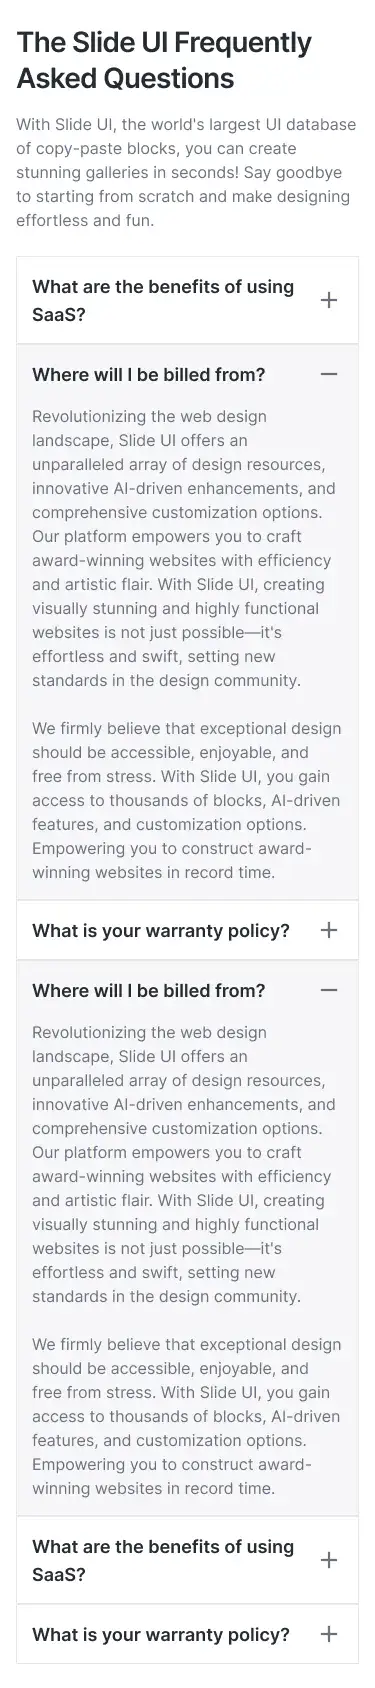 The Slide UI Frequently
Asked Questions
With Slide UI, the world's largest UI database
of copy-paste blocks, you can create
stunning galleries in seconds! Say goodbye
to starting from scratch and make designing
effortless and fun.
What are the benefits of using
SaaS?
Where will I be billed from?
Revolutionizing the web design
landscape, Slide UI offers an
unparalleled array of design resources,
innovative AI-driven enhancements, and
comprehensive customization options.
Our platform empowers you to craft
award-winning websites with efficiency
and artistic flair. With Slide UI, creating
visually stunning and highly functional
websites is not just possible—it's
effortless and swift, setting new
standards in the design community.
We firmly believe that exceptional design
should be accessible, enjoyable, and
free from stress. With Slide UI, you gain
access to thousands of blocks, AI-driven
features, and customization options.
Empowering you to construct award-
winning websites in record time.
What is your warranty policy?
Where will I be billed from?
Revolutionizing the web design
landscape, Slide UI offers an
unparalleled array of design resources,
innovative AI-driven enhancements, and
comprehensive customization options.
Our platform empowers you to craft
award-winning websites with efficiency
and artistic flair. With Slide UI, creating
visually stunning and highly functional
websites is not just possible—it's
effortless and swift, setting new
standards in the design community.
We firmly believe that exceptional design
should be accessible, enjoyable, and
free from stress. With Slide UI, you gain
access to thousands of blocks, AI-driven
features, and customization options.
Empowering you to construct award-
winning websites in record time.
What are the benefits of using
SaaS?
What is your warranty policy?